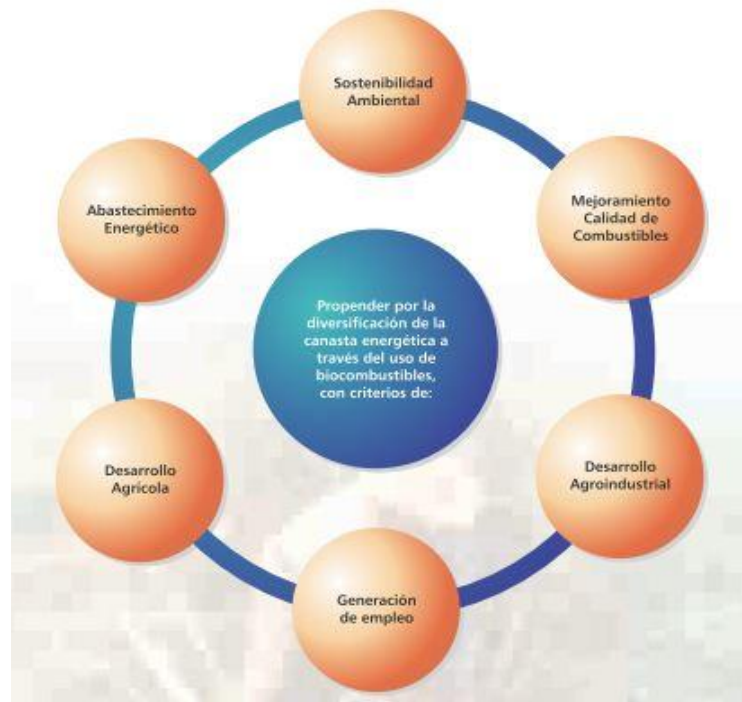 Sostenibilidad
Ambiental
Mejoramiento
Calidad de
Combustibles
Desarrollo
Agroindustrial
Generación
de empleo
Desarrollo
Agrícola
Abastecimiento
Energético
Propender por la
diversificación de la
canasta energética a
través del uso de
biocombustibles,
con criterios de: